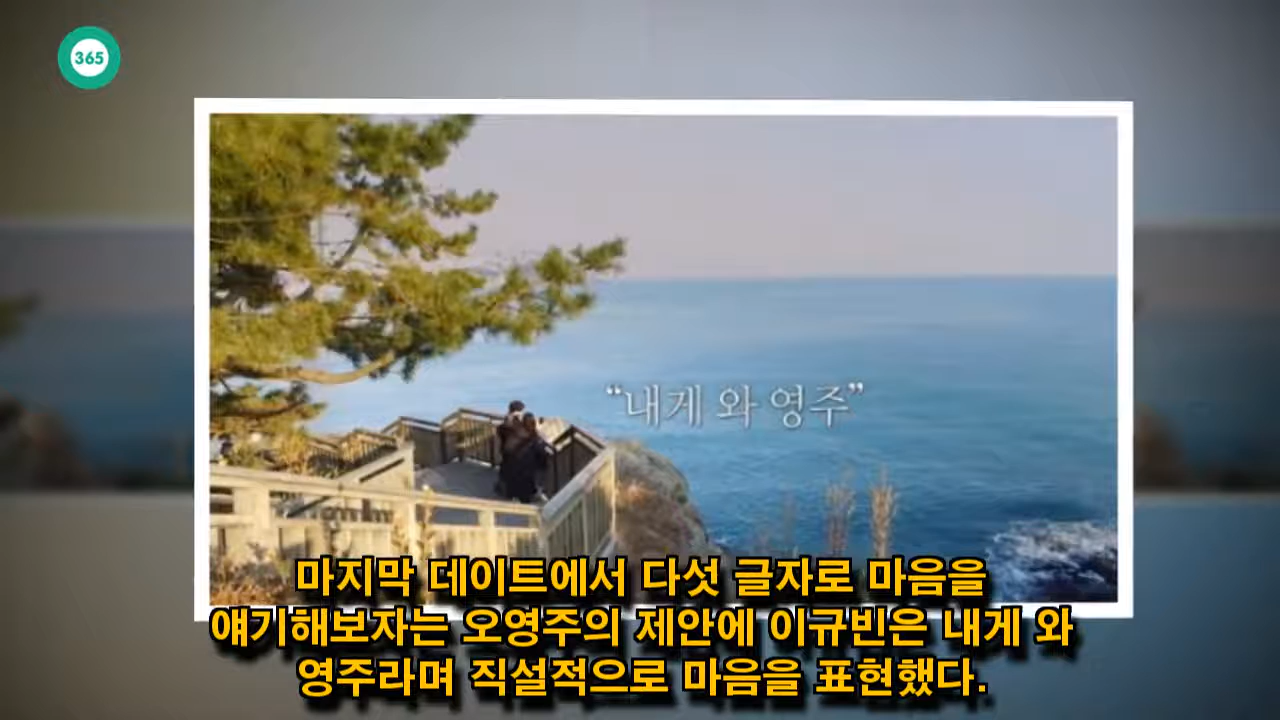 365
“내게 와 영주”
마지막 데이트에서 다섯 글자로 마음을
얘기해보자는 오영주의 제안에 이규빈은 내게 와
영주라며 직설적으로 마음을 표현했다.